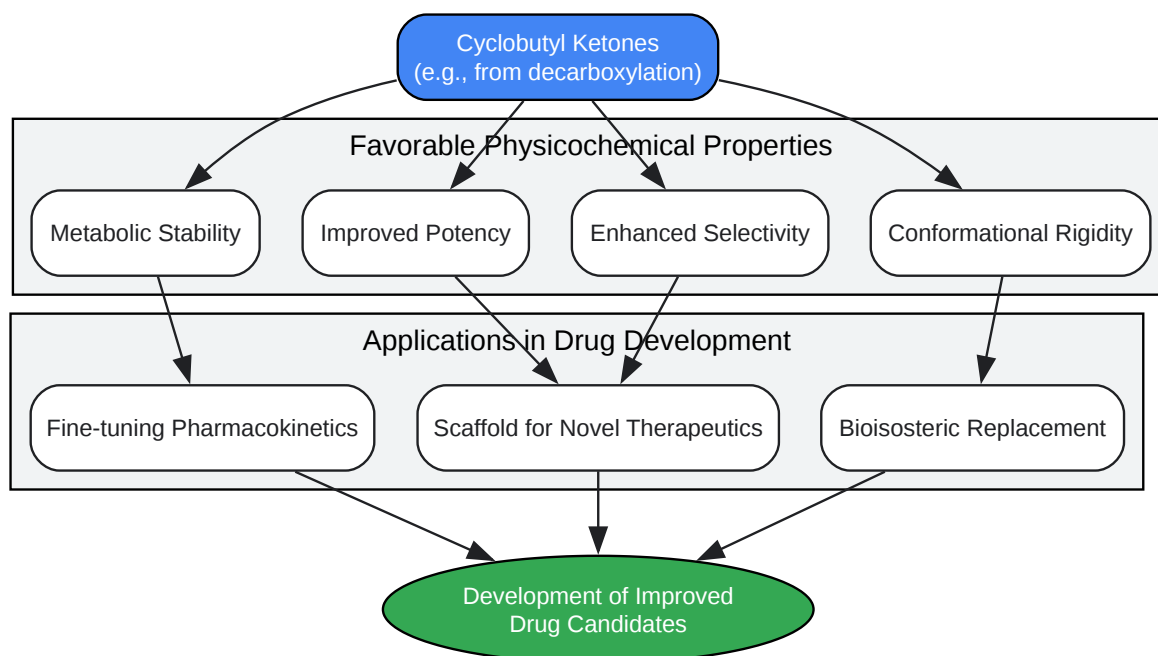 Cyclobutyl Ketones
(e.g., from decarboxylation)
Favorable Physicochemical Properties
Metabolic Stability
Improved Potency
Enhanced Selectivity
Conformational Rigidity
Applications in Drug Development
Fine-tuning Pharmacokinetics
Scaffold for Novel Therapeutics
Bioisosteric Replacement
Development of Improved
Drug Candidates